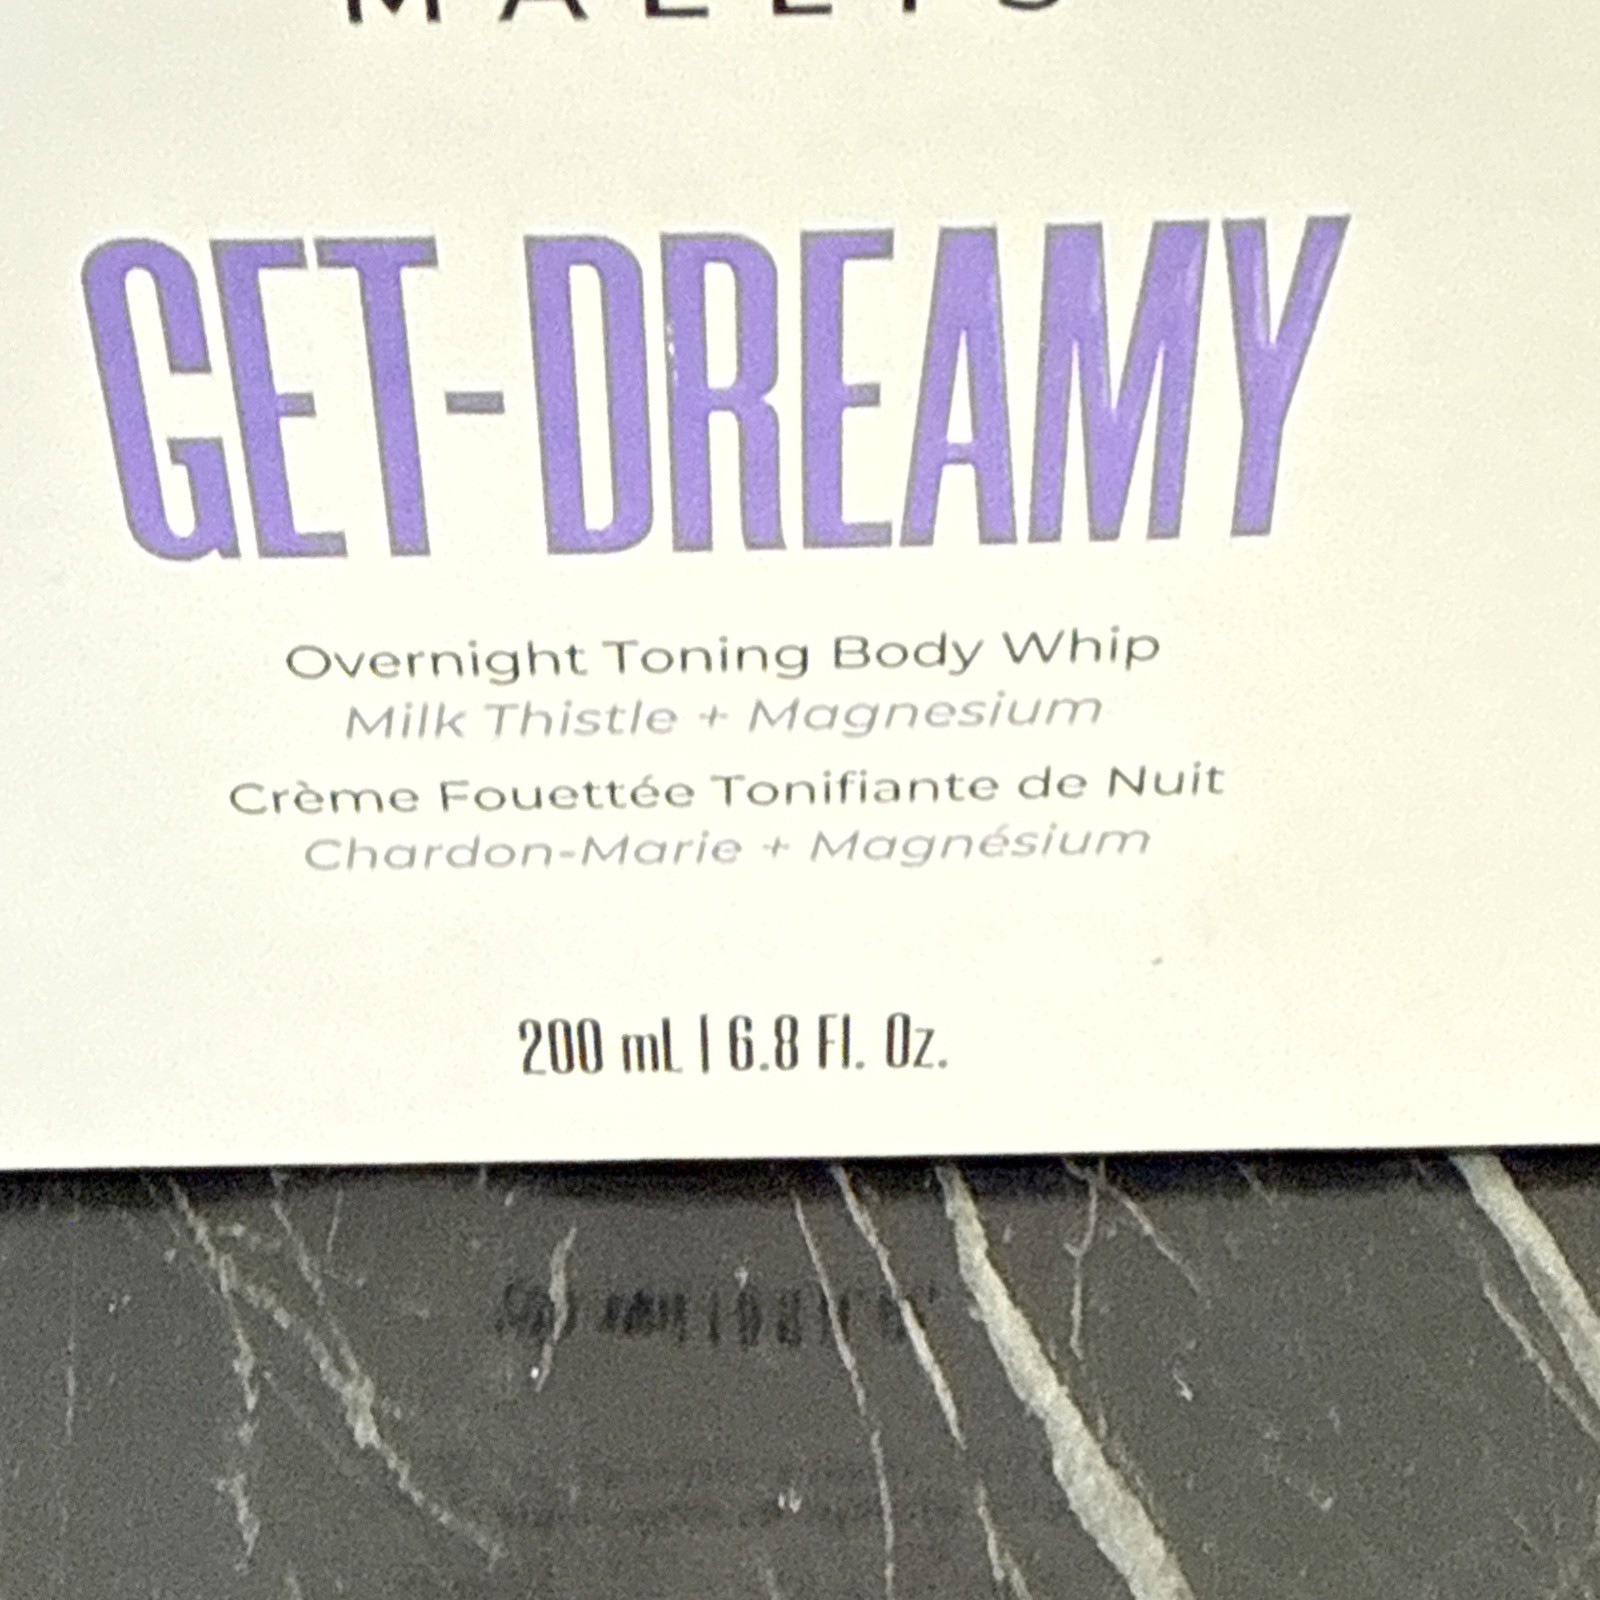 GET-DREAMY
Overnight Toning Body Whip
Milk Thistle + Magnesium
Crème Fouettée Tonifiante de Nuit
Chardon-Marie + Magnésium
200 mL | 6.8 Fl. Oz.